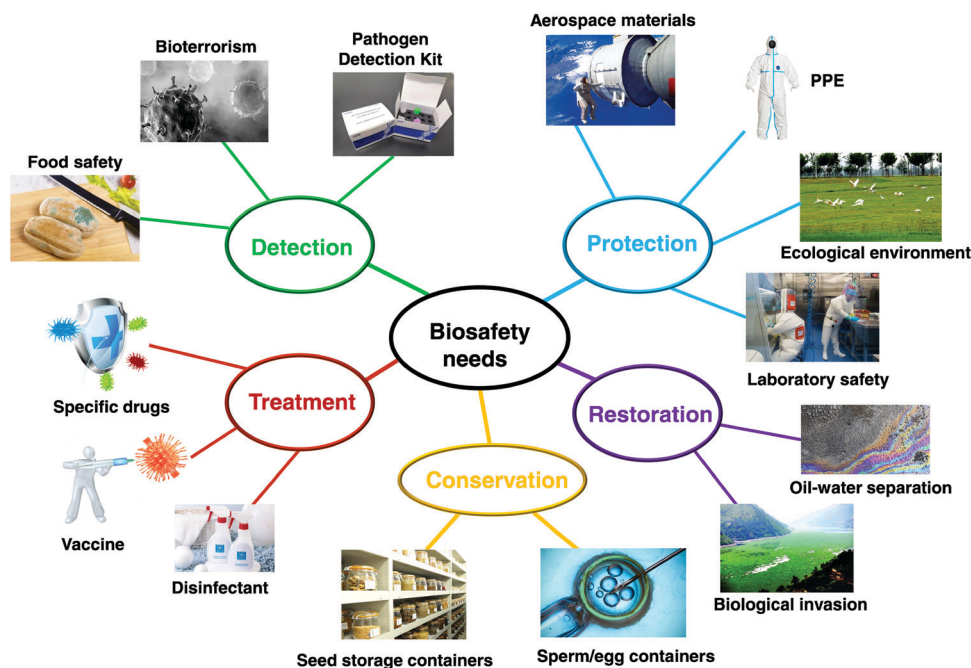 Bioterrorism
Pathogen
Detection Kit
Aerospace materials
PPE
Food safety
Detection
Protection
Ecological environment
Biosafety
needs
Specific drugs
Treatment
Restoration
Laboratory safety
Conservation
Oil-water separation
Vaccine
Disinfectant
Biological invasion
Seed storage containers
Sperm/egg containers